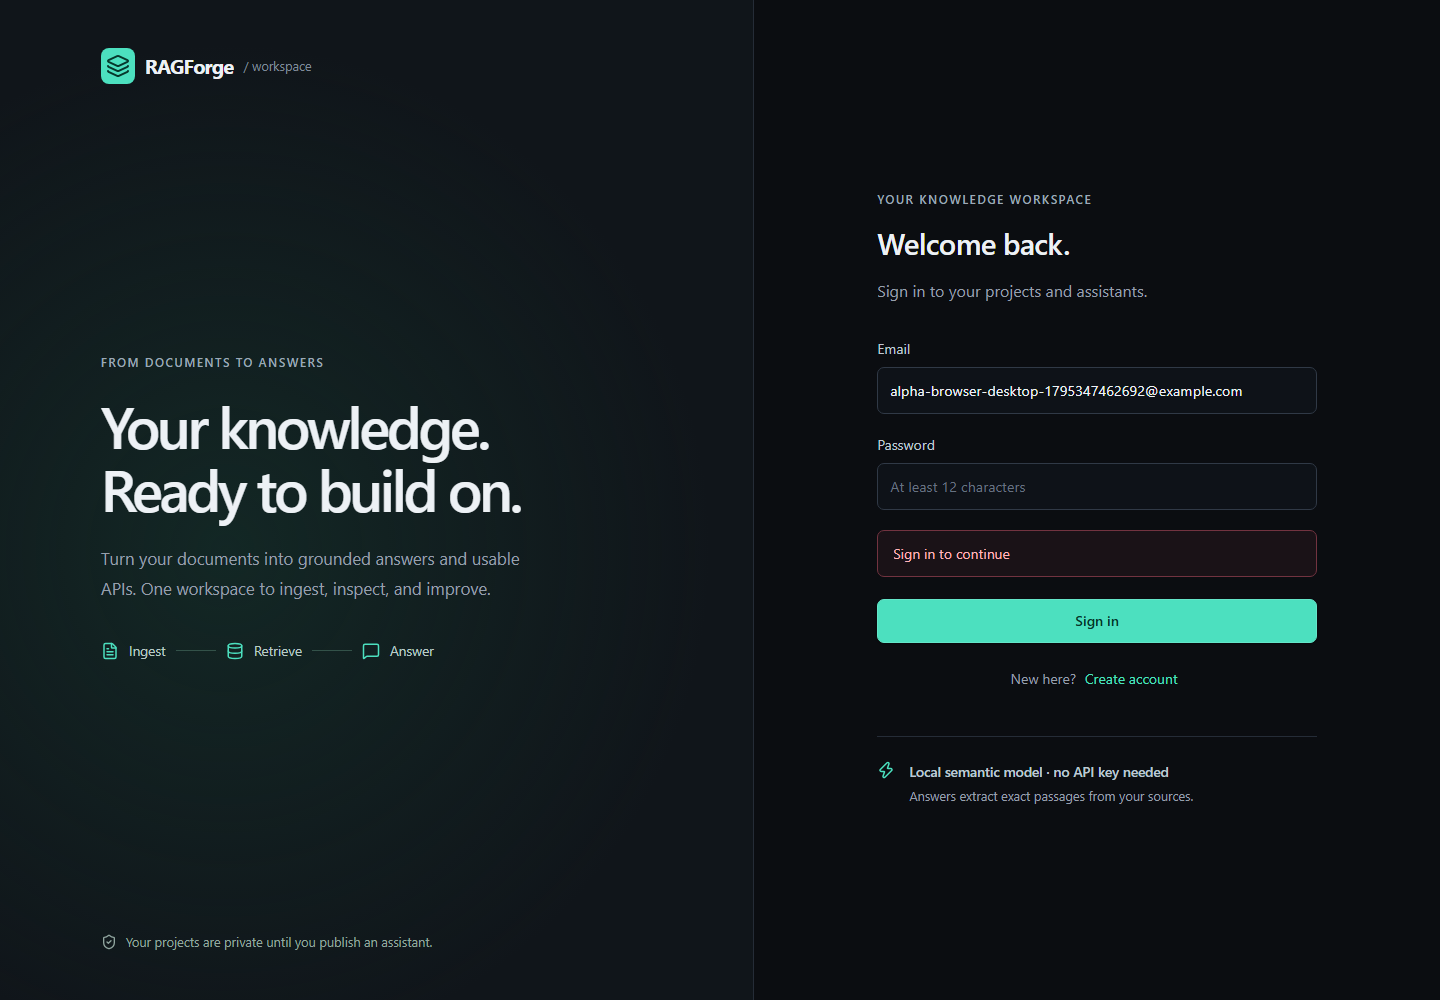 RAGForge / workspace
FROM DOCUMENTS TO ANSWERS
Your knowledge.
Ready to build on.
Turn your documents into grounded answers and usable
APIs. One workspace to ingest, inspect, and improve.
Ingest Retrieve Answer
Your projects are private until you publish an assistant.
YOUR KNOWLEDGE WORKSPACE
Welcome back.
Sign in to your projects and assistants.
Email
alpha-browser-desktop-1795347462692@example.com
Password
At least 12 characters
Sign in to continue
Sign in
New here? Create account
Local semantic model · no API key needed
Answers extract exact passages from your sources.